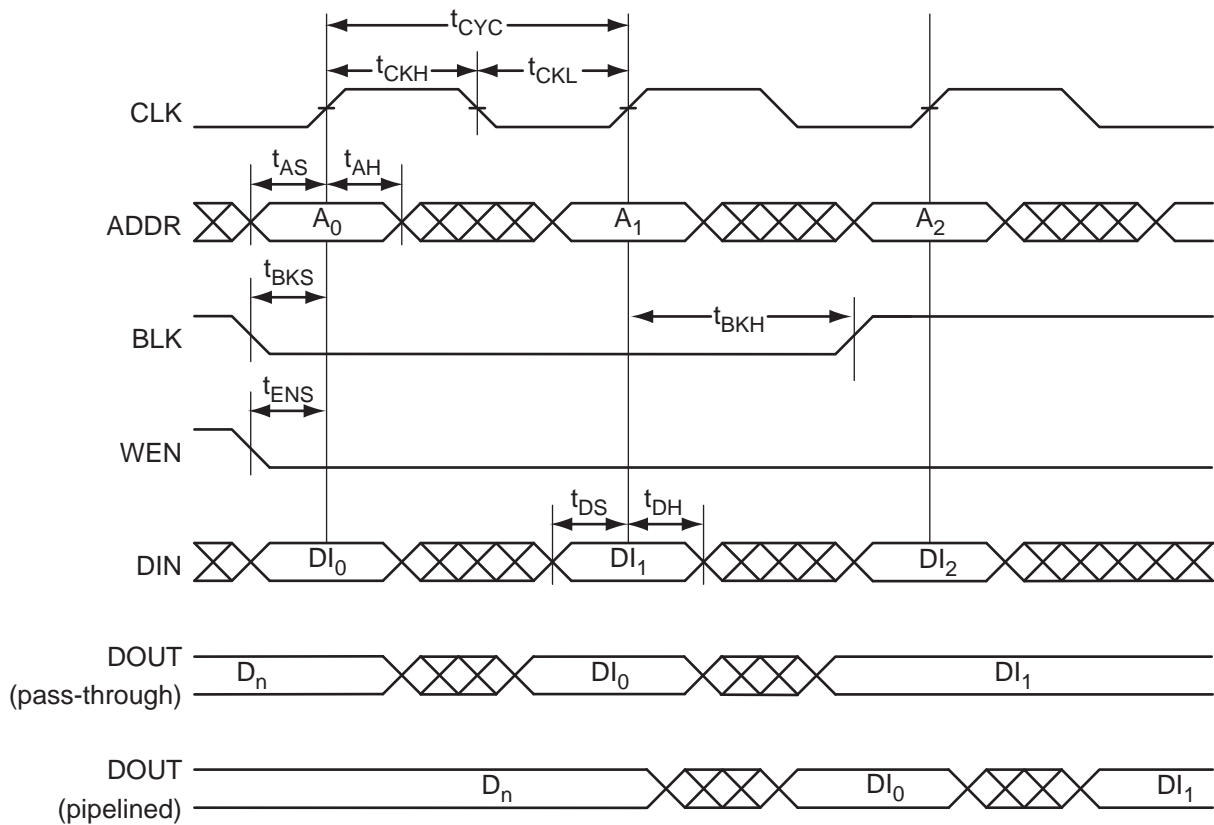 tCYC
tCKH tCKL
CLK
tAS tAH
ADDR A0 A1 A2
tBKS
BLK tBKH
tENS
WEN
tDS tDH
DIN DI0 DI1 DI2
DOUT
(pass-through) Dn DI0 DI1
DOUT
(pipelined) Dn DI0 DI1